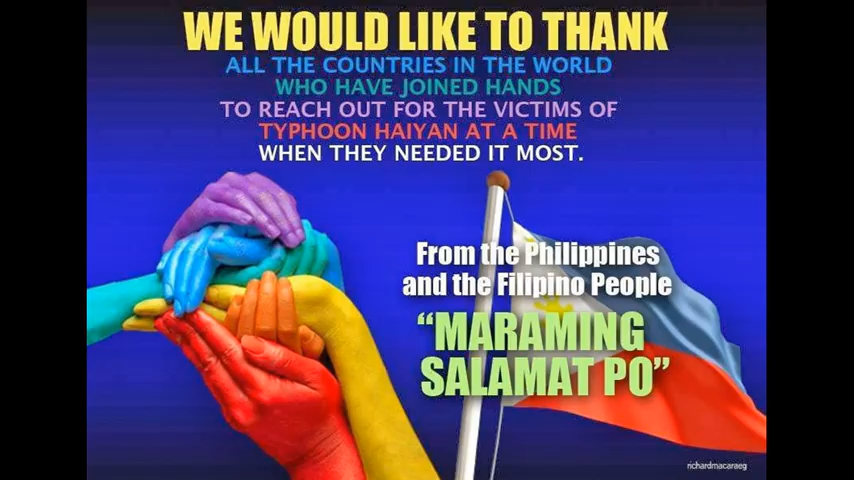 WE WOULD LIKE TO THANK
ALL THE COUNTRIES IN THE WORLD
WHO HAVE JOINED HANDS
TO REACH OUT FOR THE VICTIMS OF
TYPHOON HAIYAN AT A TIME
WHEN THEY NEEDED IT MOST.
From the Philippines
and the Filipino People
“MARAMING
SALAMAT PO”
richardmacaraeg